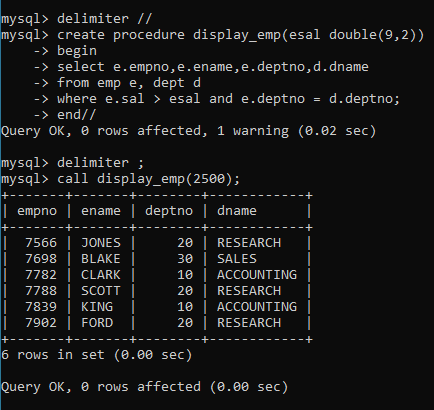 mysql> delimiter //
mysql> create procedure display_emp(esal double(9,2))
    -> begin
    -> select e.empno,e.ename,e.deptno,d.dname
    -> from emp e, dept d
    -> where e.sal > esal and e.deptno = d.deptno;
    -> end//
Query OK, 0 rows affected, 1 warning (0.02 sec)

mysql> delimiter ;
mysql> call display_emp(2500);
+-------+-------+--------+------------+
| empno | ename | deptno | dname      |
+-------+-------+--------+------------+
|  7566 | JONES |     20 | RESEARCH   |
|  7698 | BLAKE |     30 | SALES      |
|  7782 | CLARK |     10 | ACCOUNTING |
|  7788 | SCOTT |     20 | RESEARCH   |
|  7839 | KING  |     10 | ACCOUNTING |
|  7902 | FORD  |     20 | RESEARCH   |
+-------+-------+--------+------------+
6 rows in set (0.00 sec)

Query OK, 0 rows affected (0.00 sec)